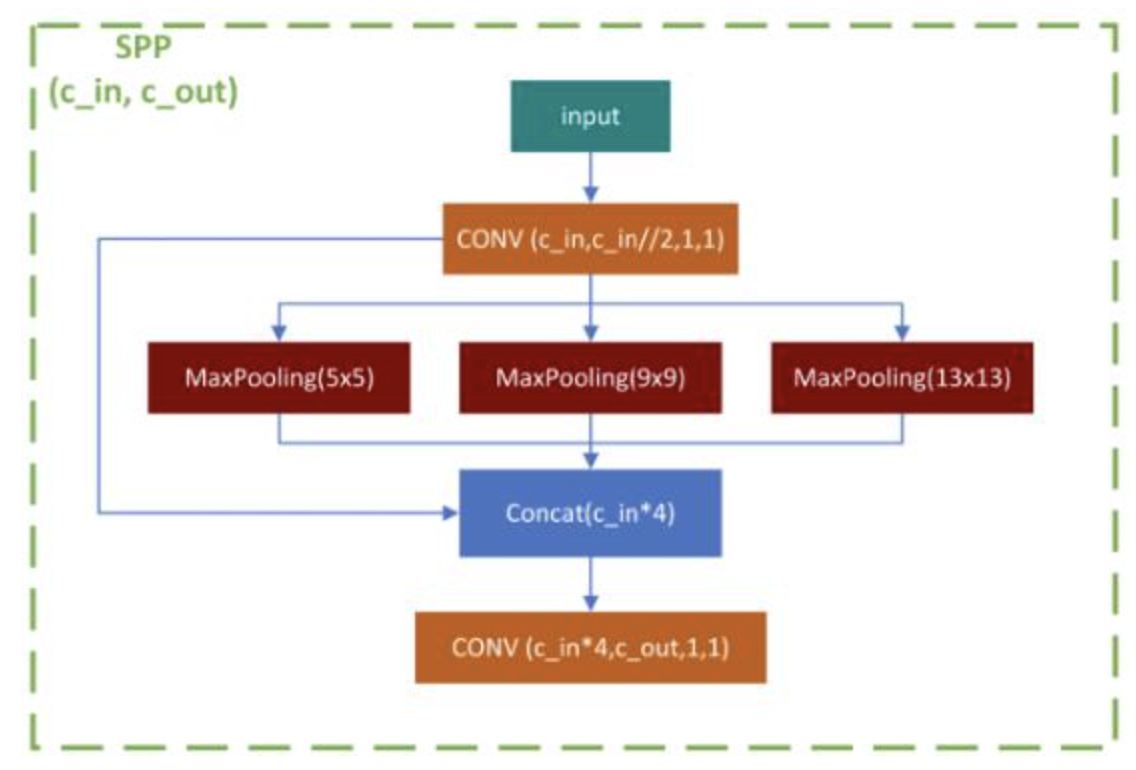 SPP
(c_in, c_out)
input
CONV (c_in,c_in//2,1,1)
MaxPooling(5x5)
MaxPooling(9x9)
MaxPooling(13x13)
Concat(c_in*4)
CONV (c_in*4,c_out,1,1)